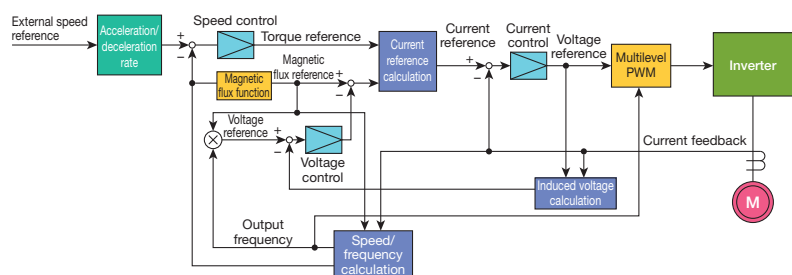 External speed
reference
Acceleration/
deceleration
rate
+
−
Speed control
Torque reference
Magnetic
flux function
Magnetic
flux reference
+
−
Current
reference
calculation
Current
reference
+
−
Current
control
Voltage
reference
Multilevel
PWM
Inverter
Voltage
reference
+
−
Voltage
control
Current feedback
Induced voltage
calculation
M
Output
frequency
Speed/
frequency
calculation